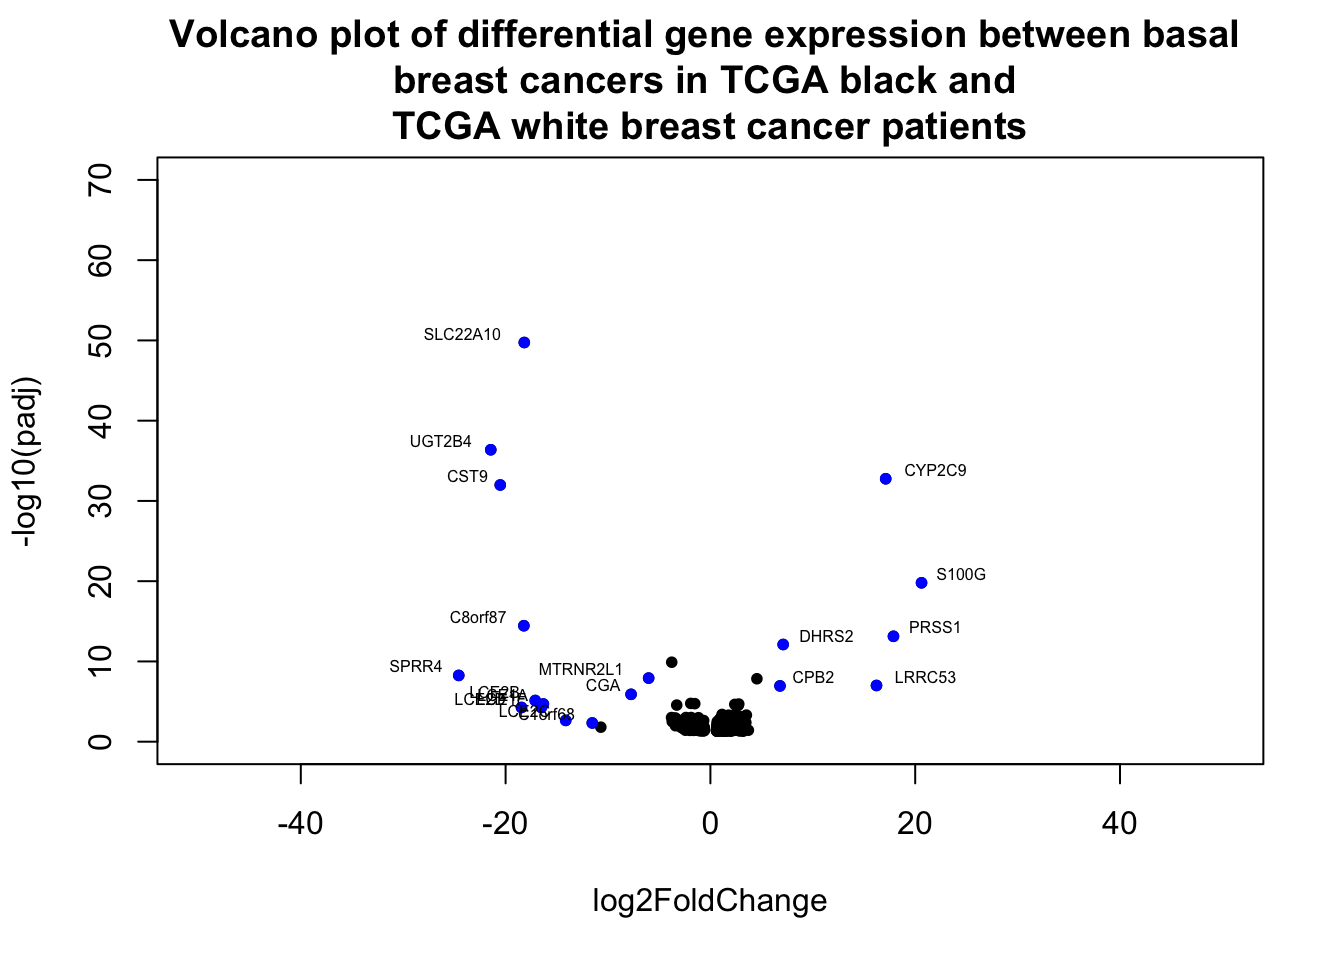 Volcano plot of differential gene expression between basal
breast cancers in TCGA black and
TCGA white breast cancer patients
70
60
50
40
30
20
10
0
-log10(padj)
SLC22A10
UGT2B4
CST9
CYP2C9
S100G
C8orf87
PRSS1
DHRS2
SPRR4
MTRNR2L1
CPB2
LRRC53
CGA
-40
-20
0
20
40
log2FoldChange